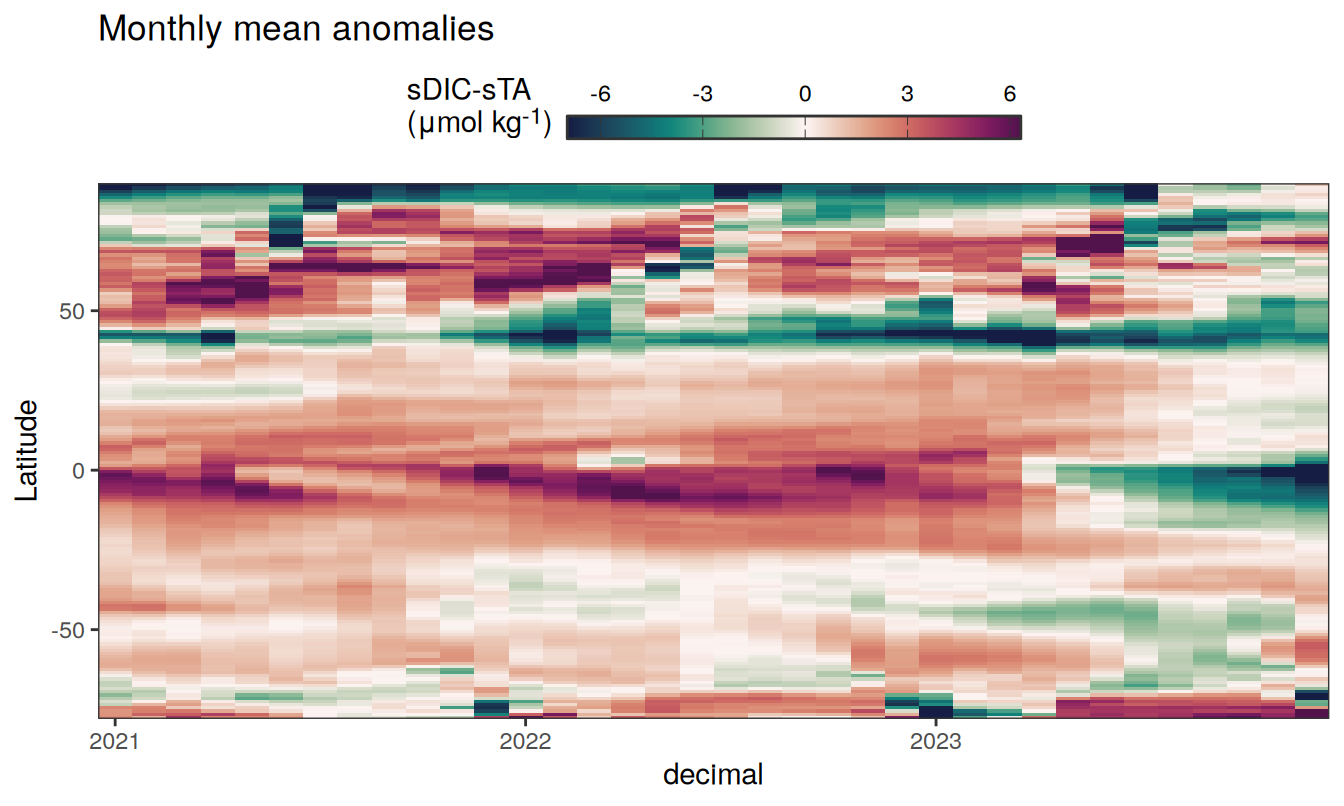 Monthly mean anomalies
sDIC-sTA
(µmol kg⁻¹)
-6 -3 0 3 6
Latitude
50
0
-50
2021 2022 2023
decimal